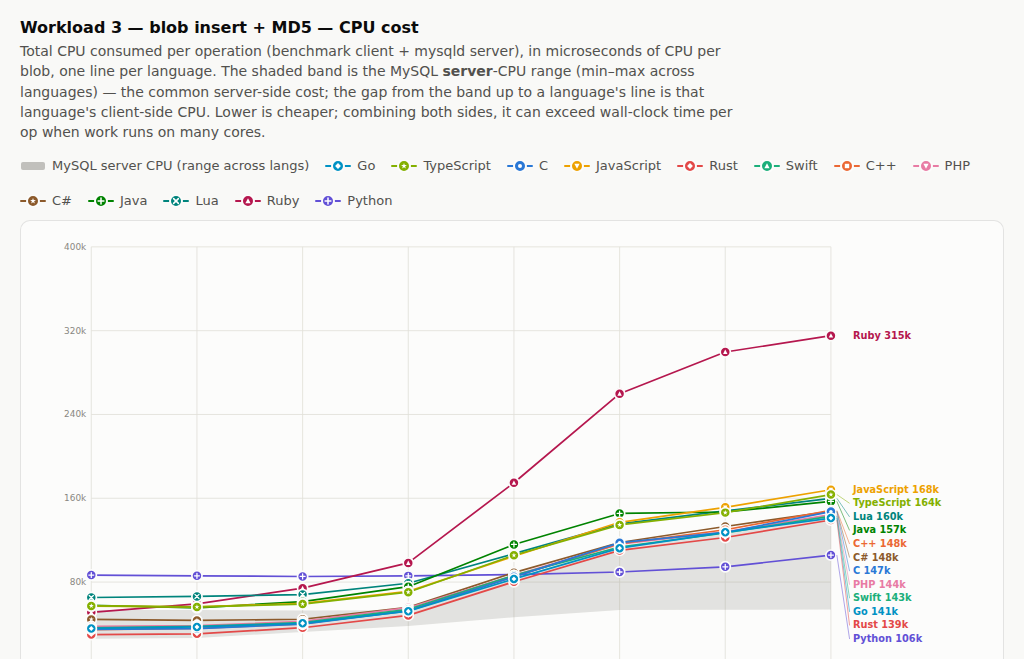 Workload 3 — blob insert + MD5 — CPU cost
Total CPU consumed per operation (benchmark client + mysqld server), in microseconds of CPU per
blob, one line per language. The shaded band is the MySQL server-CPU range (min–max across
languages) — the common server-side cost; the gap from the band up to a language's line is that
language's client-side CPU. Lower is cheaper; combining both sides, it can exceed wall-clock time per
op when work runs on many cores.
MySQL server CPU (range across langs) Go TypeScript C JavaScript Rust Swift C++ PHP
C# Java Lua Ruby Python
400k
320k
Ruby 315k
240k
160k
JavaScript 168k
TypeScript 164k
Lua 160k
Java 157k
C++ 148k
C# 148k
C 147k
80k
PHP 144k
Swift 143k
Go 141k
Rust 139k
Python 106k